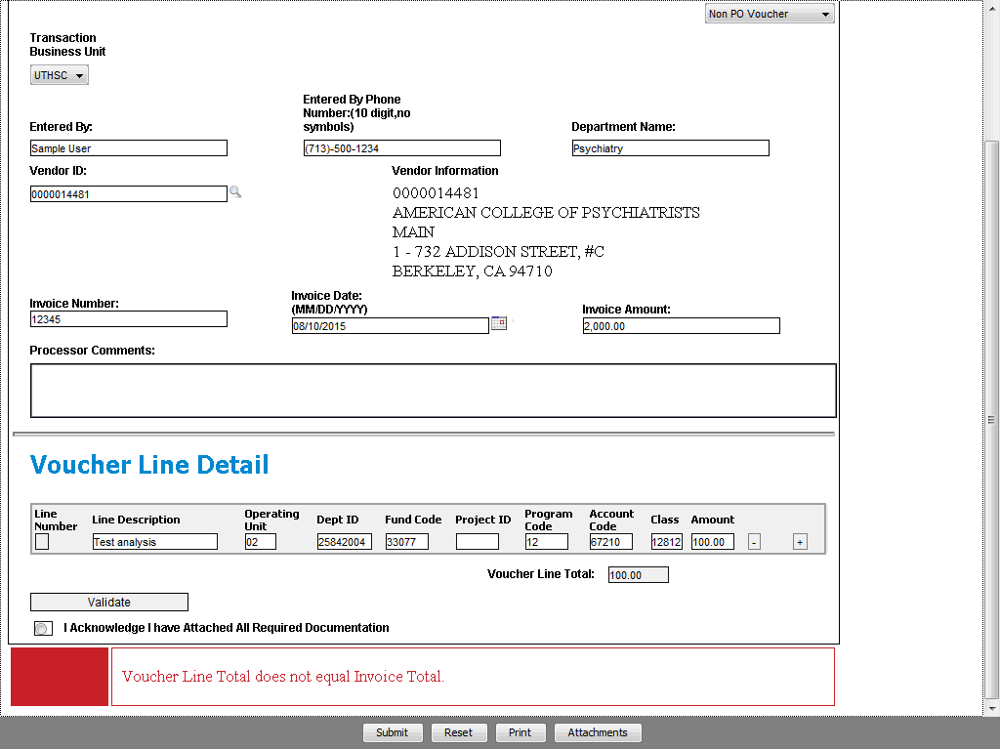 Non PO Voucher
Transaction
Business Unit
UTHSC
Entered By:
Sample User
Entered By Phone
Number:(10 digit,no
symbols)
(713)-500-1234
Department Name:
Psychiatry
Vendor ID:
0000014481
Vendor Information
0000014481
AMERICAN COLLEGE OF PSYCHIATRISTS
MAIN
1 - 732 ADDISON STREET, #C
BERKELEY, CA 94710
Invoice Number:
12345
Invoice Date:
(MM/DD/YYYY)
08/10/2015
Invoice Amount:
2,000.00
Processor Comments:
Voucher Line Detail
Line
Number
Line Description
Operating
Unit
Dept ID
Fund Code
Project ID
Program
Code
Account
Code
Class
Amount
Test analysis
02
25842004
33077
12
67210
12812
100.00
-
+
Voucher Line Total:
100.00
Validate
I Acknowledge I have Attached All Required Documentation
Voucher Line Total does not equal Invoice Total.
Submit
Reset
Print
Attachments